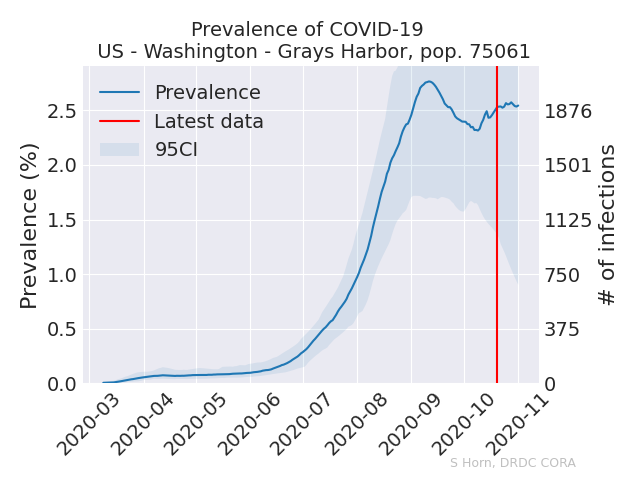 Prevalence of COVID-19
US - Washington - Grays Harbor, pop. 75061
Prevalence
Latest data
95CI
Prevalence (%)
2.5
2.0
1.5
1.0
0.5
0.0
1876
1501
1125
750
375
0
# of infections
2020-03
2020-04
2020-05
2020-06
2020-07
2020-08
2020-09
2020-10
2020-11
S Horn, DRDC CORA